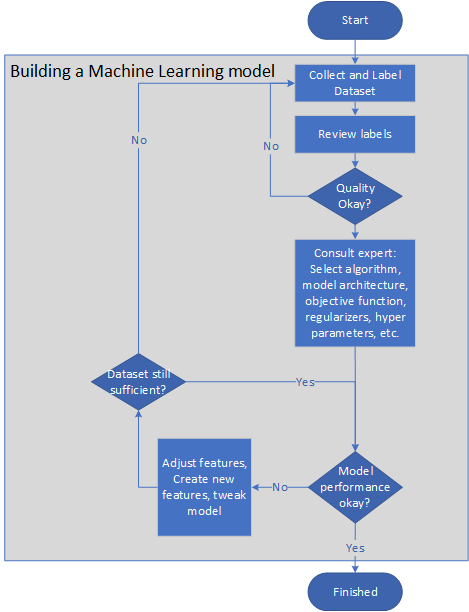 Start
Building a Machine Learning model
Collect and Label
Dataset
No
Review labels
No
Quality
Okay?
Consult expert:
Select algorithm,
model architecture,
objective function,
regularizers, hyper
parameters, etc.
Dataset still
sufficient?
Yes
Adjust features,
Create new
features, tweak
model
No
Model
performance
okay?
Yes
Finished